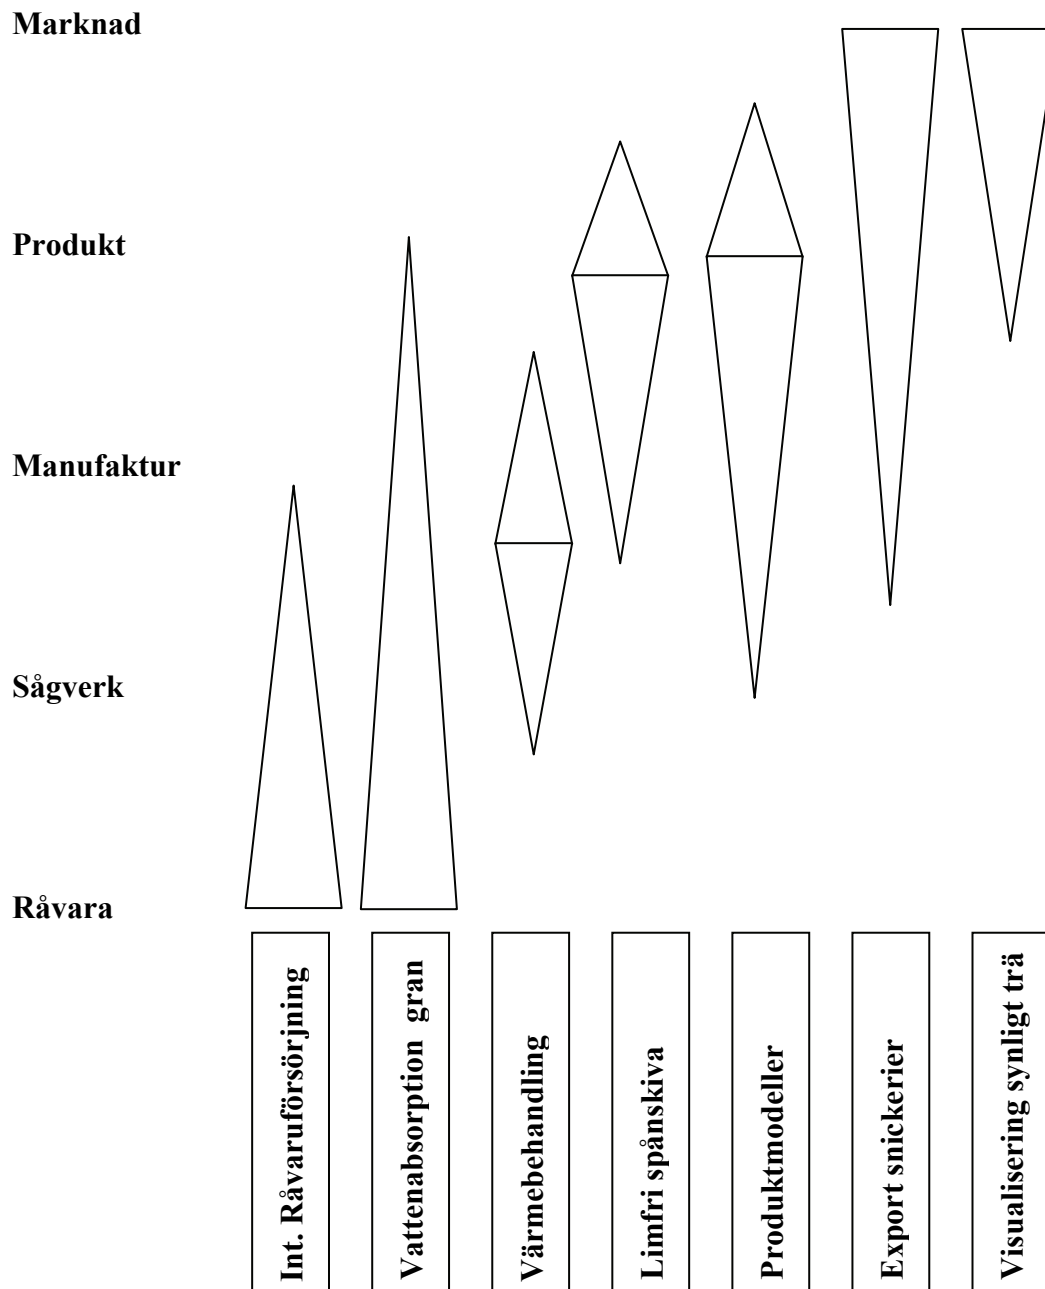 Marknad
Produkt
Manufaktur
Sågverk
Råvara
Int. Råvaruförsörjning
Vattenabsorption gran
Värmebehandling
Limfri spånskiva
Produktmodeller
Export snickerier
Visualisering synligt trä